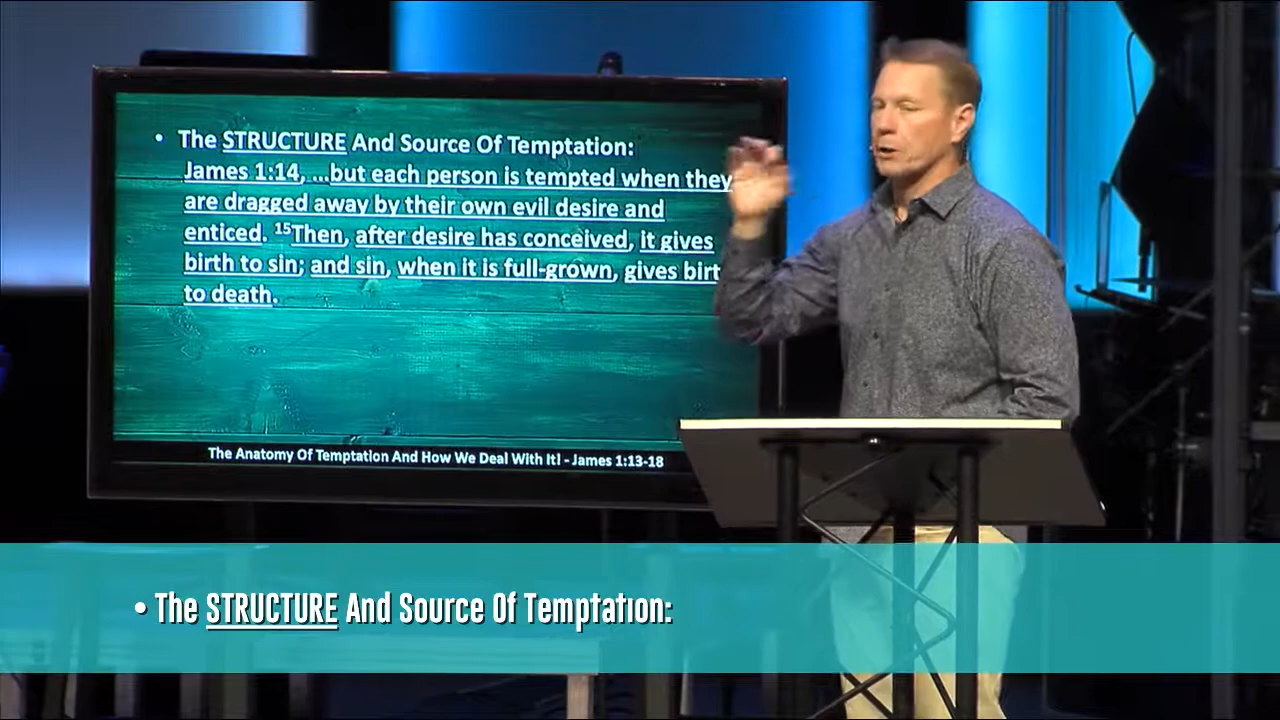 • The STRUCTURE And Source Of Temptation:
James 1:14, ...but each person is tempted when they
are dragged away by their own evil desire and
enticed. ¹⁵Then, after desire has conceived, it gives
birth to sin; and sin, when it is full-grown, gives birt
to death.
The Anatomy Of Temptation And How We Deal With It! - James 1:13-18
• The STRUCTURE And Source Of Temptation: